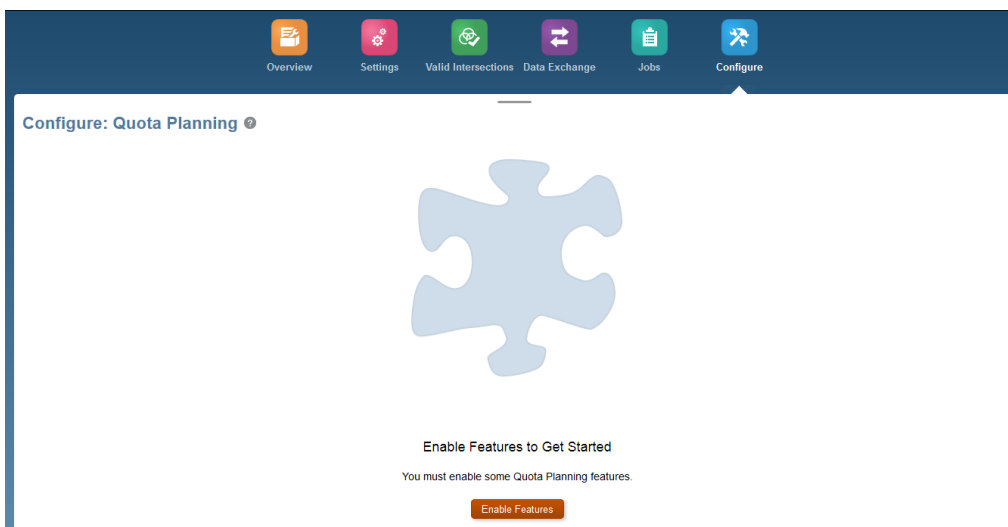 Overview Settings Valid Intersections Data Exchange Jobs Configure
Configure: Quota Planning ?
Enable Features to Get Started
You must enable some Quota Planning features.
Enable Features